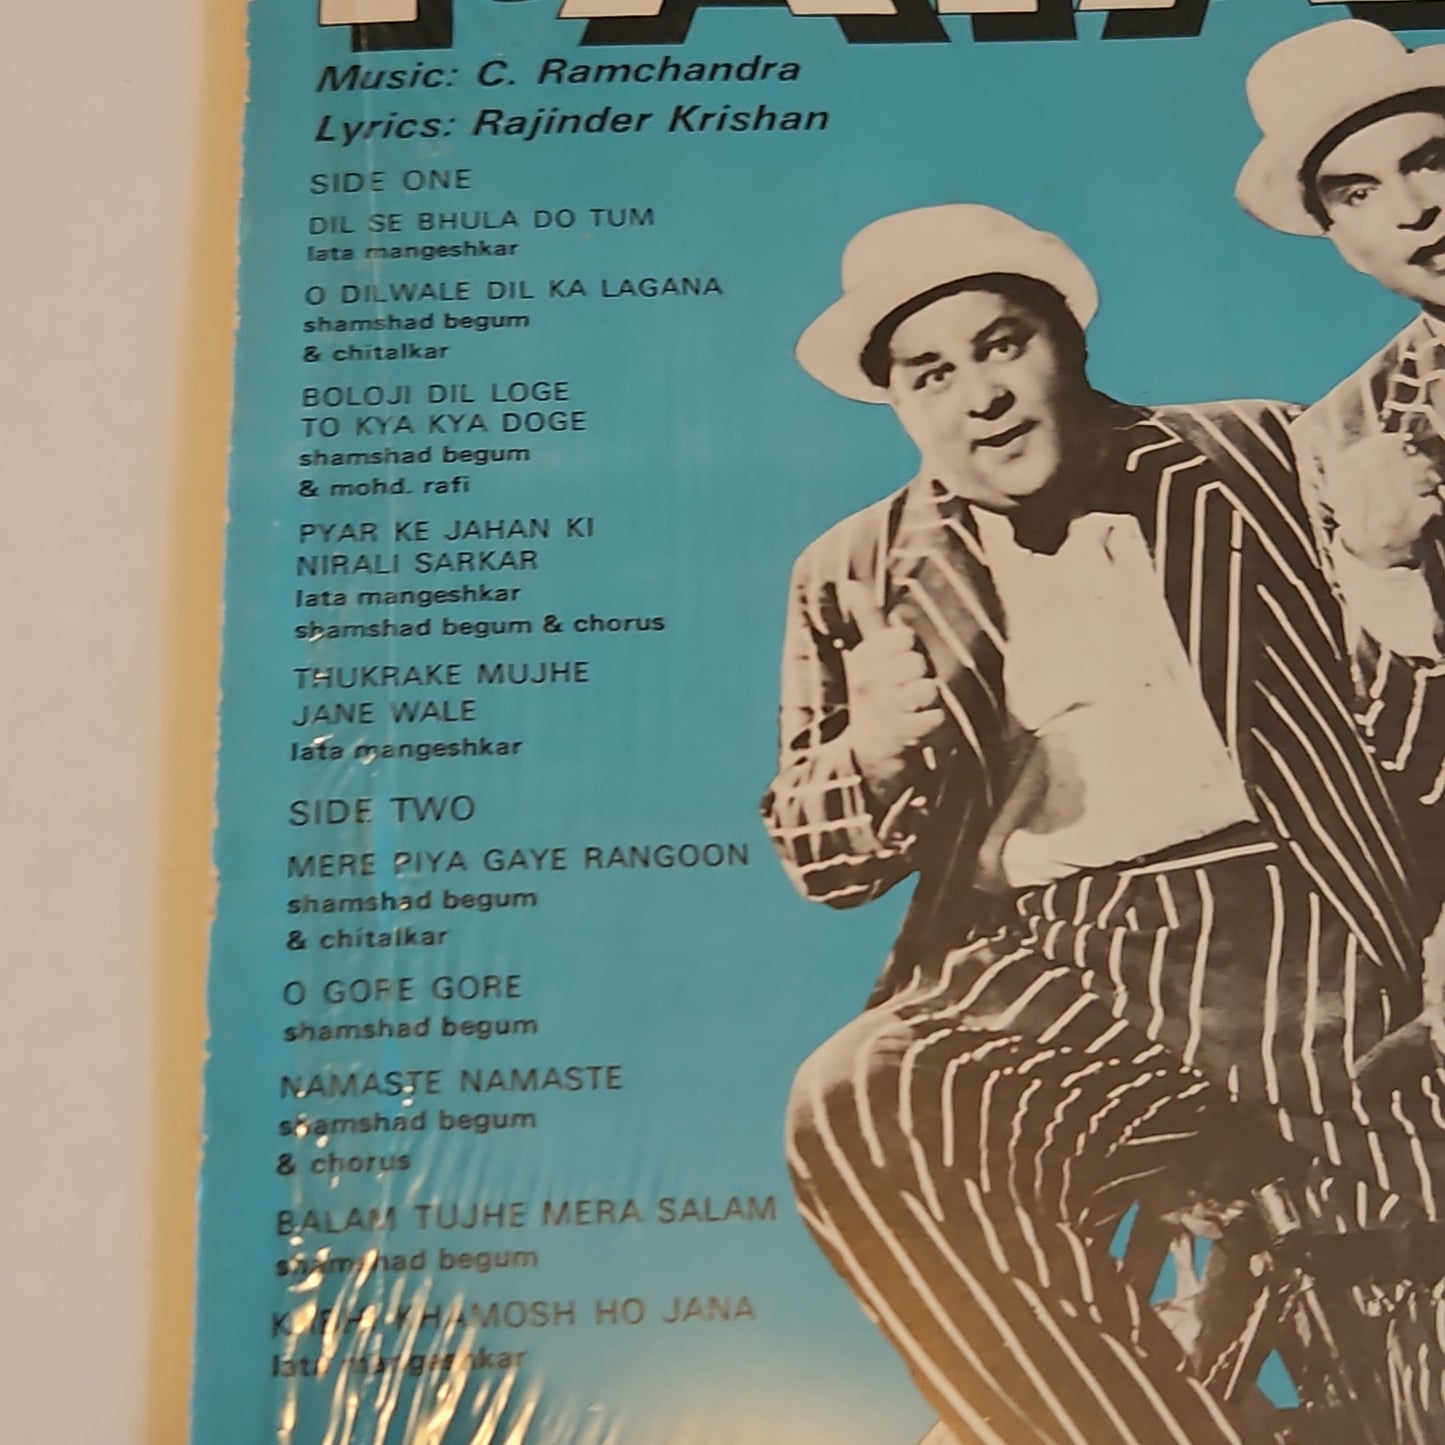 Music: C. Ramchandra
Lyrics: Rajinder Krishan
SIDE ONE
DIL SE BHULA DO TUM
lata mangeshkar
O DILWALE DIL KA LAGANA
shamshad begum
& chitalkar
BOLOJI DIL LOGE
TO KYA KYA DOGE
shamshad begum
& mohd. rafi
PYAR KE JAHAN KI
NIRALI SARKAR
lata mangeshkar
shamshad begum & chorus
THUKRAKE MUJHE
JANE WALE
lata mangeshkar
SIDE TWO
MERE PIYA GAYE RANGOON
shamshad begum
& chitalkar
O GORE GORE
shamshad begum
NAMASTE NAMASTE
shamshad begum
& chorus
BALAM TUJHE MERA SALAM
shamshad begum
KHAMOSH HO JANA
lata mangeshkar